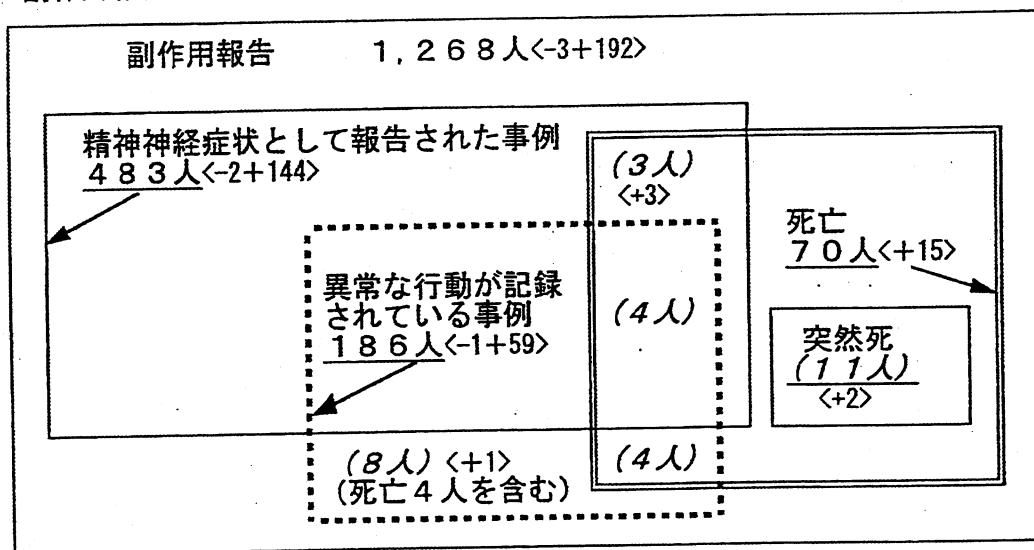 副作用報告　１，２６８人<-3+192>
精神神経症状として報告された事例
４８３人<-2+144>
(３人)
<+3>
死亡
７０人<+15>
異常な行動が記録
されている事例
１８６人<-1+59>
(４人)
突然死
(１１人)
<+2>
(８人) <+1>
(死亡４人を含む)
(４人)